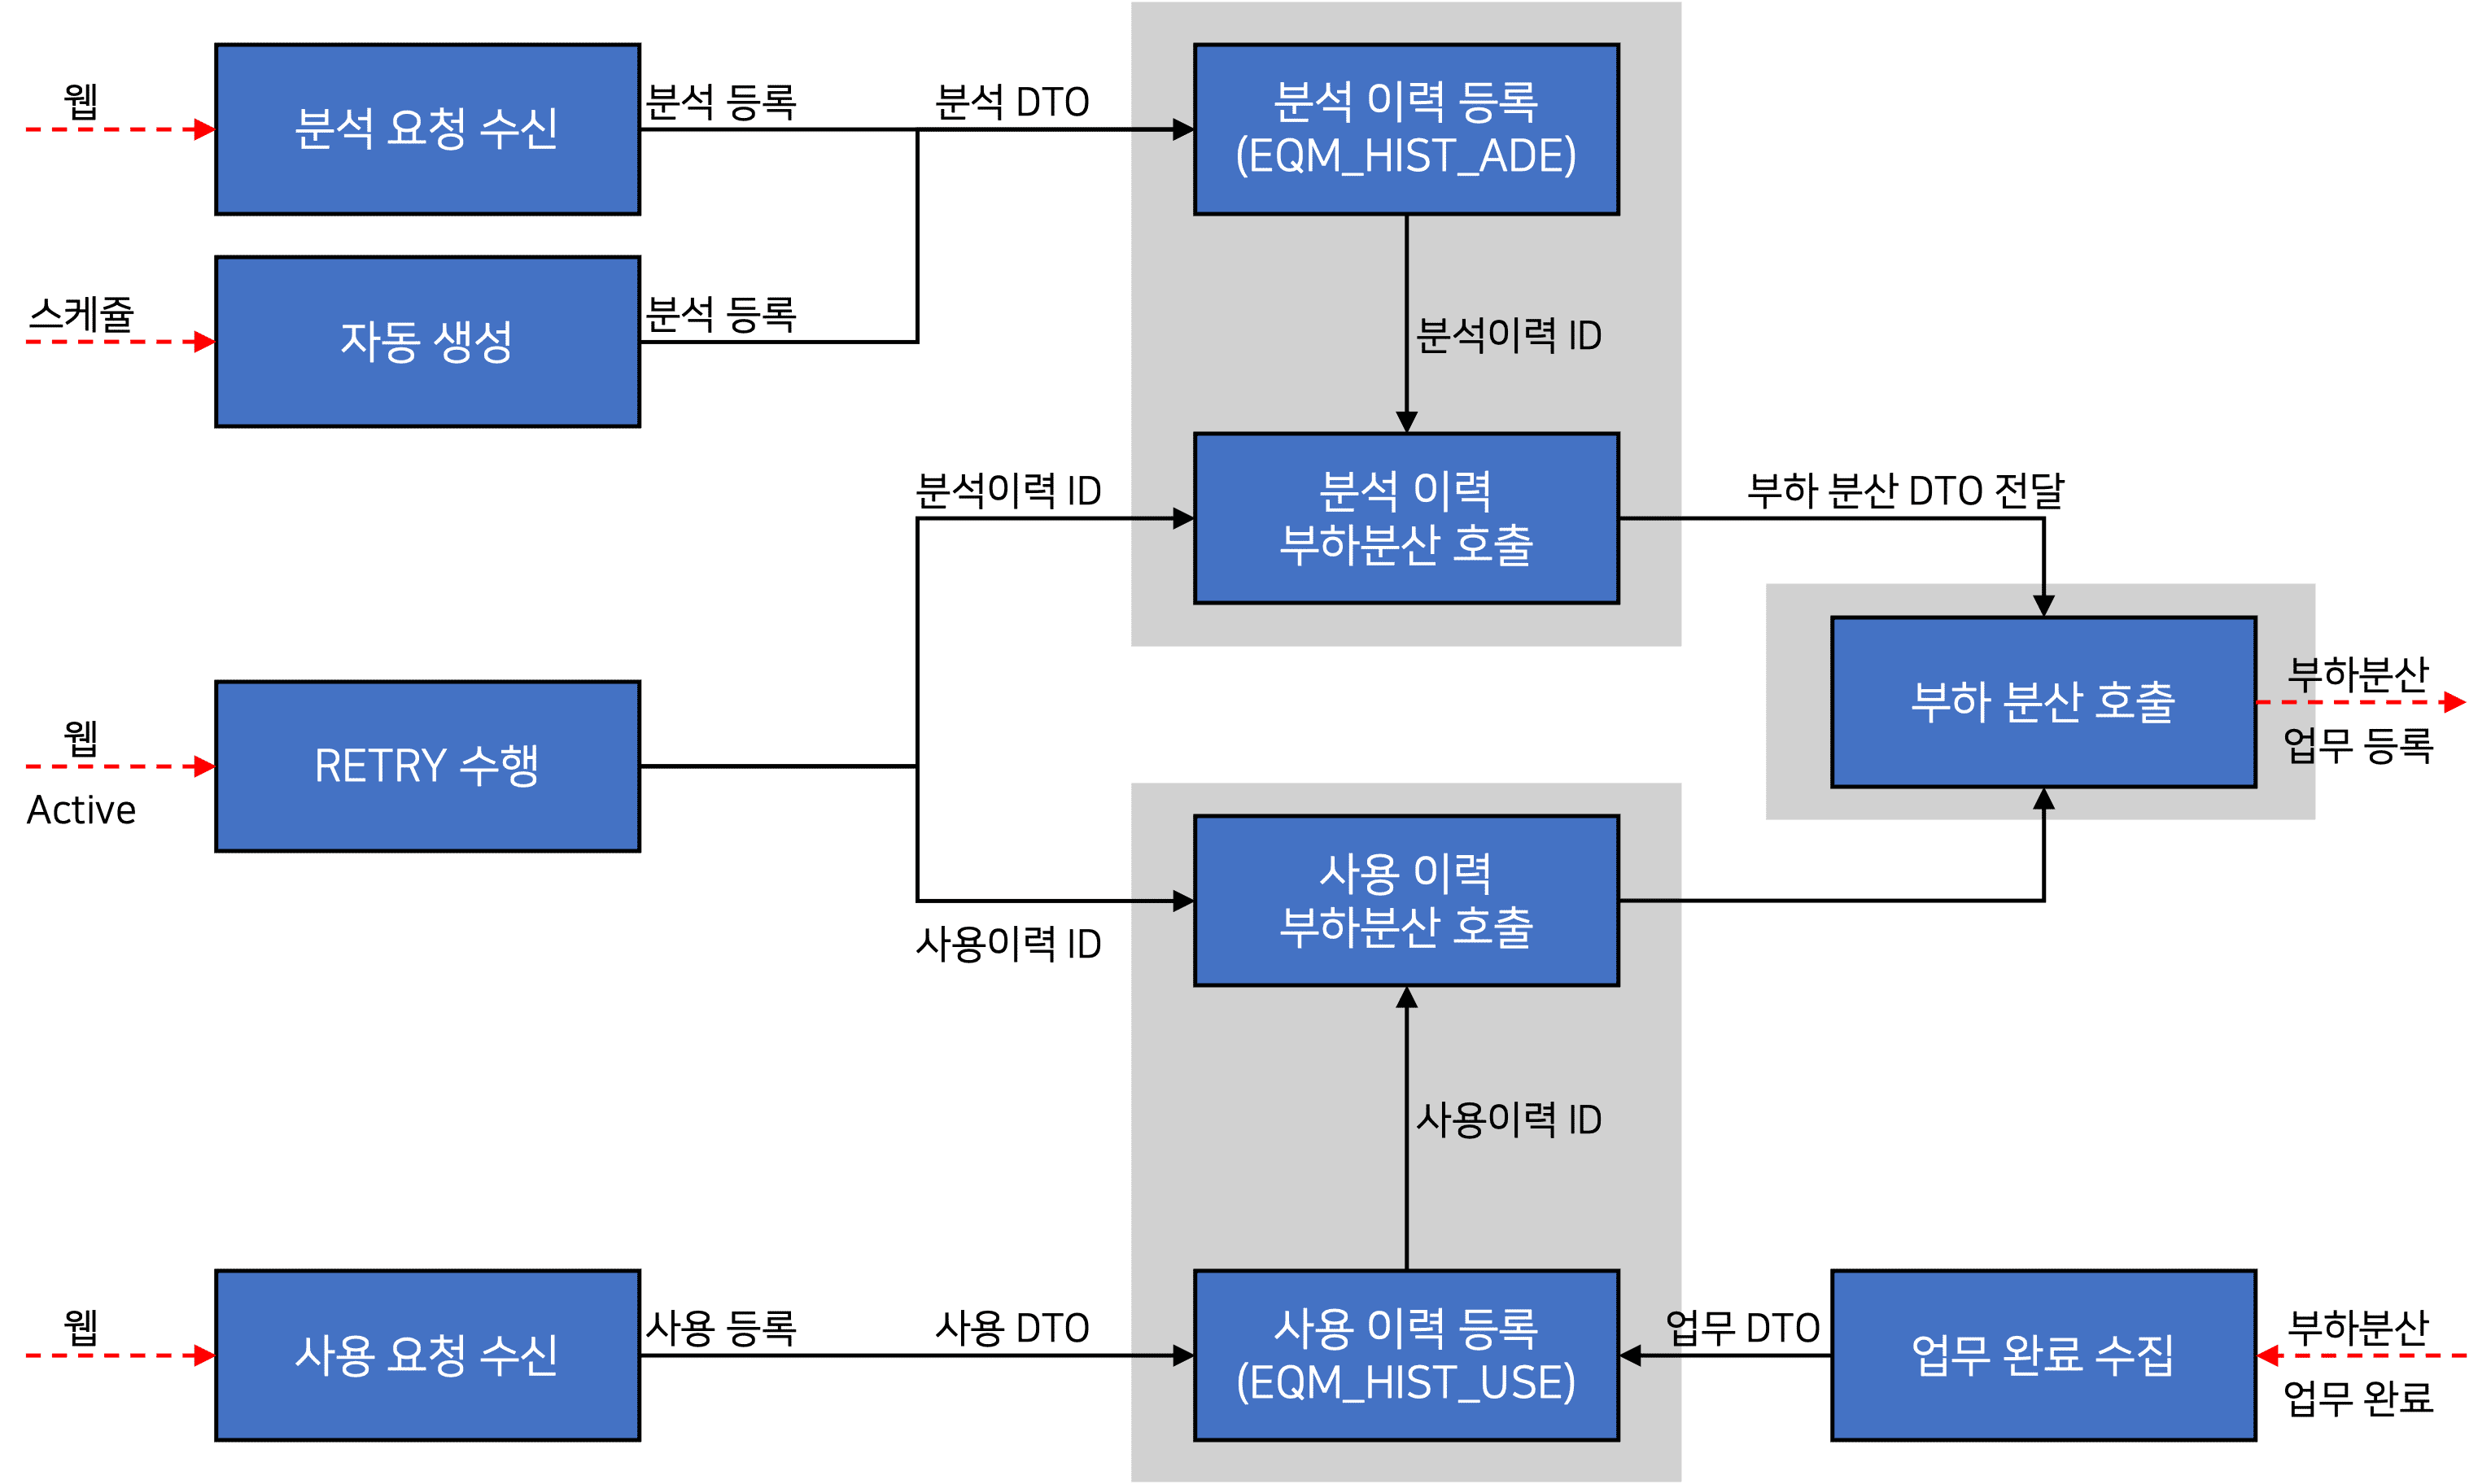 웹
분석 요청 수신
분석 등록
분석 DTO
분석 이력 등록
(EQM_HIST_ADE)
스케줄
자동 생성
분석 등록
분석이력 ID
분석이력 ID
분석 이력
부하분산 호출
부하 분산 DTO 전달
웹
Active
RETRY 수행
부하 분산 호출
부하분산
업무 등록
사용이력 ID
사용 이력
부하분산 호출
사용이력 ID
웹
사용 요청 수신
사용 등록
사용 DTO
사용 이력 등록
(EQM_HIST_USE)
업무 DTO
업무 완료 수집
부하분산
업무 완료